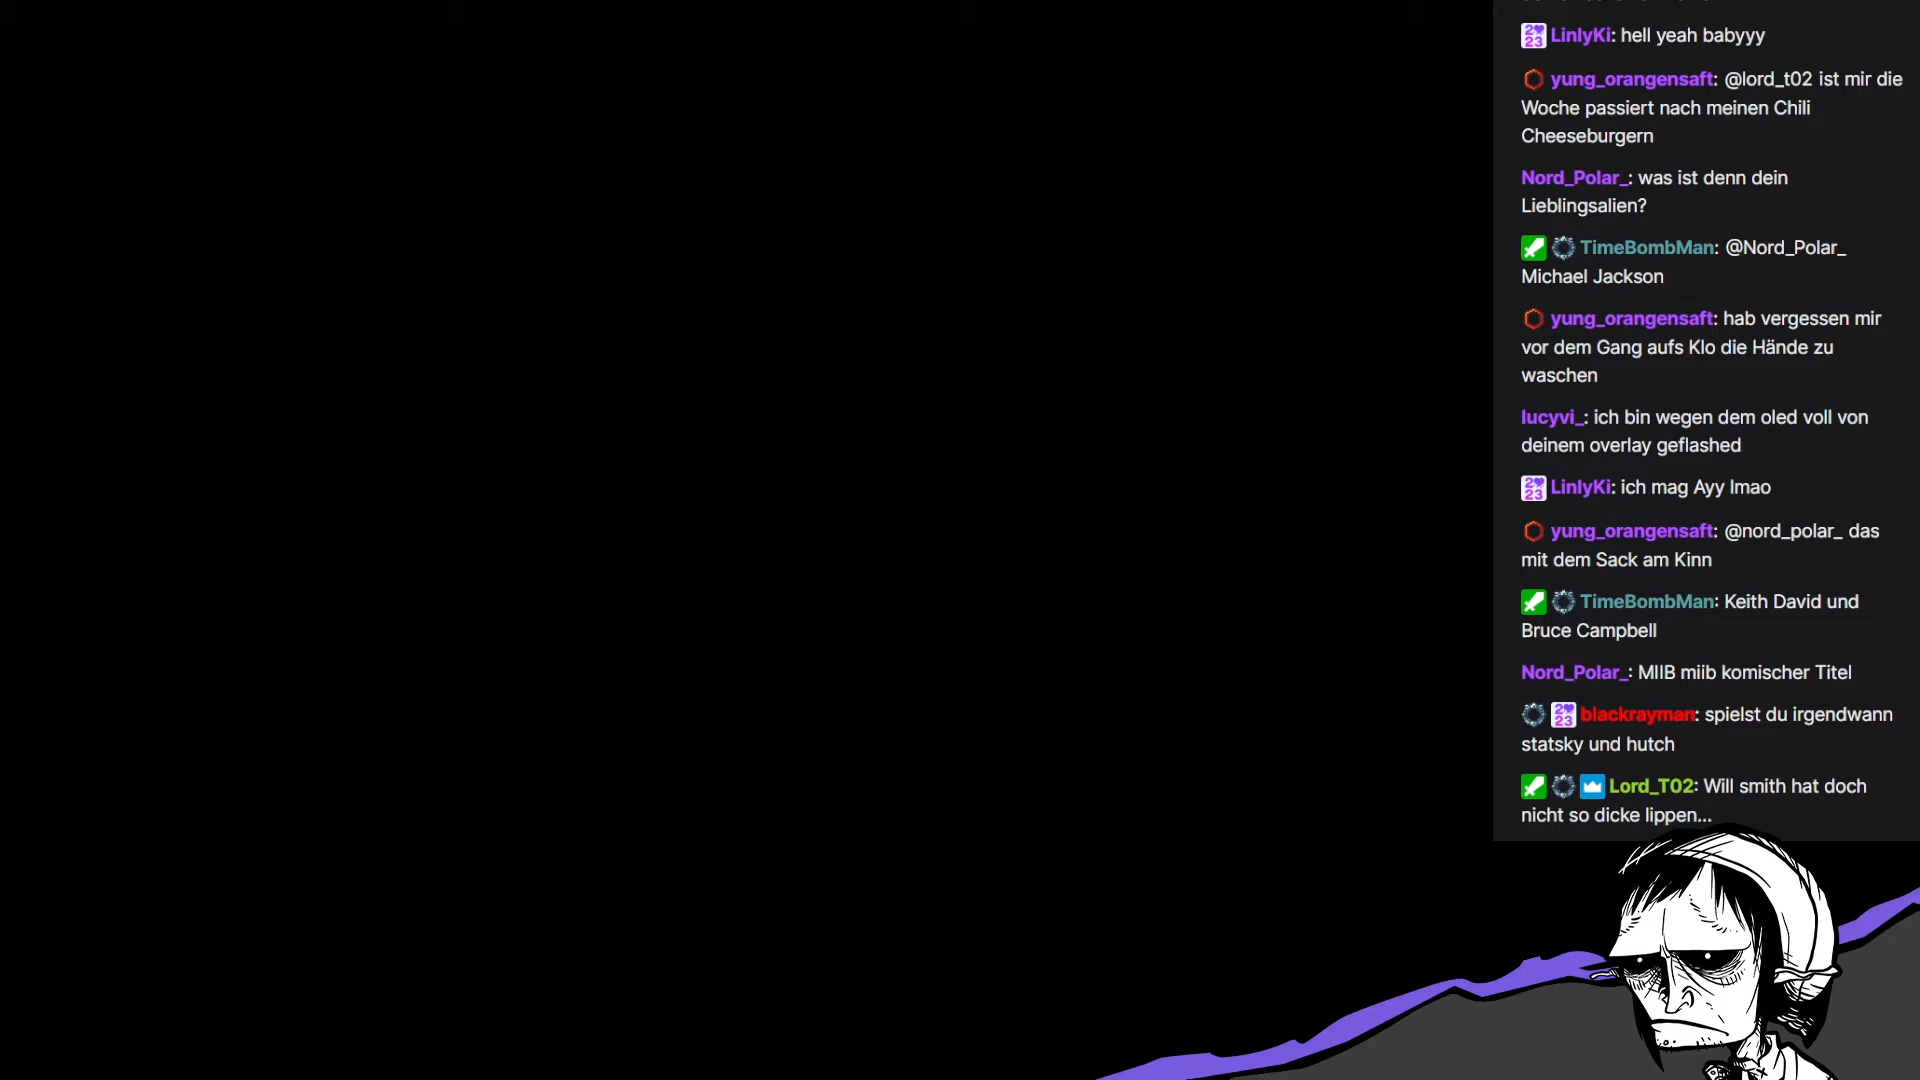 LinlyKi: hell yeah babyyy
yung_orangensaft: @lord_t02 ist mir die
Woche passiert nach meinen Chili
Cheeseburgern
Nord_Polar_: was ist denn dein
Lieblingsalien?
TimeBombMan: @Nord_Polar_
Michael Jackson
yung_orangensaft: hab vergessen mir
vor dem Gang aufs Klo die Hände zu
waschen
lucyvi_: ich bin wegen dem oled voll von
deinem overlay geflashed
LinlyKi: ich mag Ayy lmao
yung_orangensaft: @nord_polar_ das
mit dem Sack am Kinn
TimeBombMan: Keith David und
Bruce Campbell
Nord_Polar_: MIIB miib komischer Titel
blackrayman: spielst du irgendwann
statsky und hutch
Lord_T02: Will smith hat doch
nicht so dicke lippen...